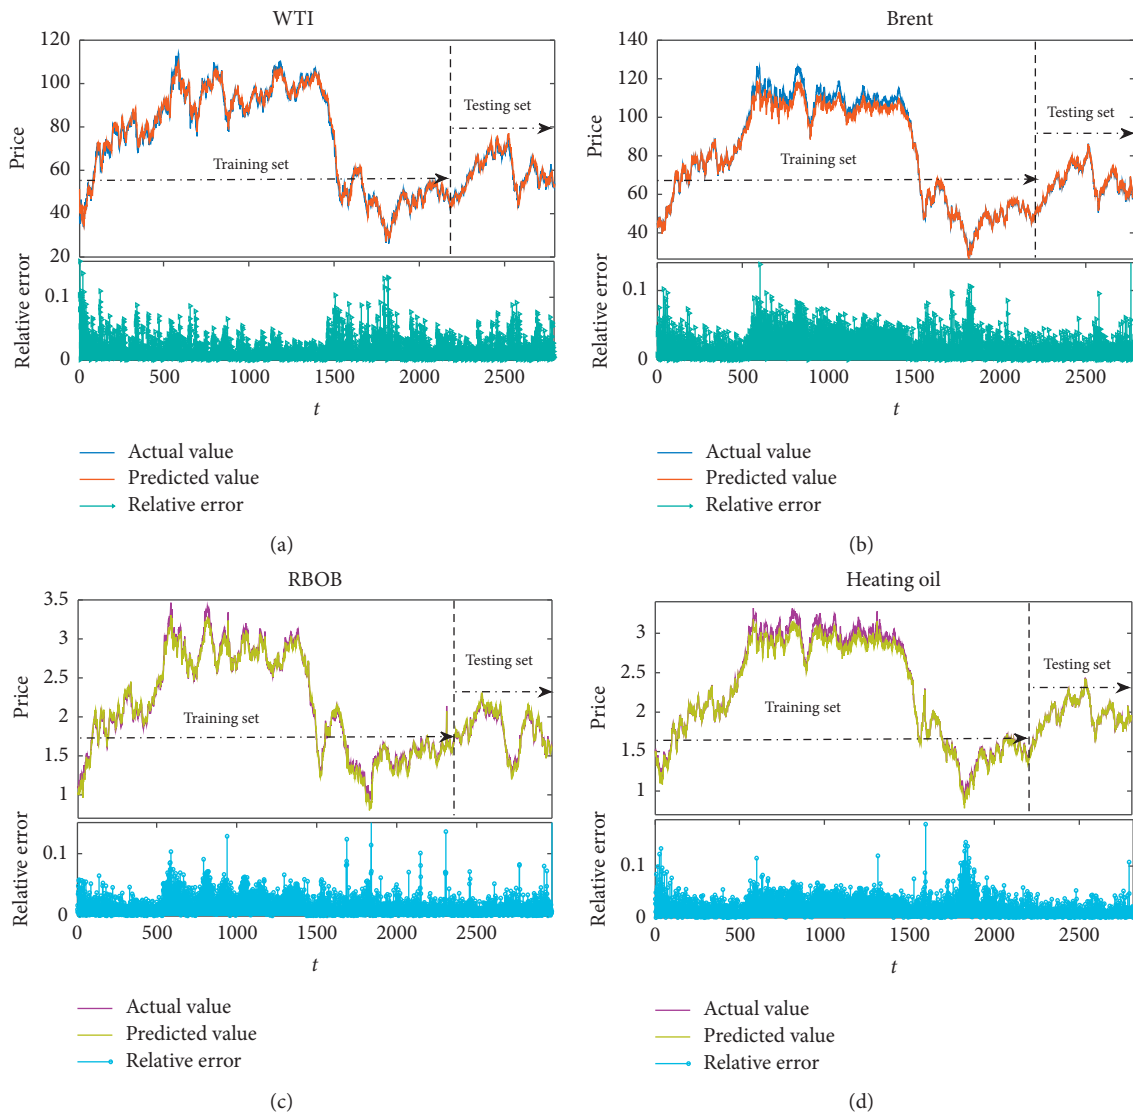 WTI
120
100
80
60
40
20
Price
Training set
Testing set
0.1
0
Relative error
0 500 1000 1500 2000 2500
t
Actual value
Predicted value
Relative error
(a)
Brent
140
120
100
80
60
40
Price
Training set
Testing set
0.1
0
Relative error
0 500 1000 1500 2000 2500
t
Actual value
Predicted value
Relative error
(b)
RBOB
3.5
3
2.5
2
1.5
1
Price
Training set
Testing set
0.1
0
Relative error
0 500 1000 1500 2000 2500
t
Actual value
Predicted value
Relative error
(c)
Heating oil
3
2.5
2
1.5
1
Price
Training set
Testing set
0.1
0
Relative error
0 500 1000 1500 2000 2500
t
Actual value
Predicted value
Relative error
(d)